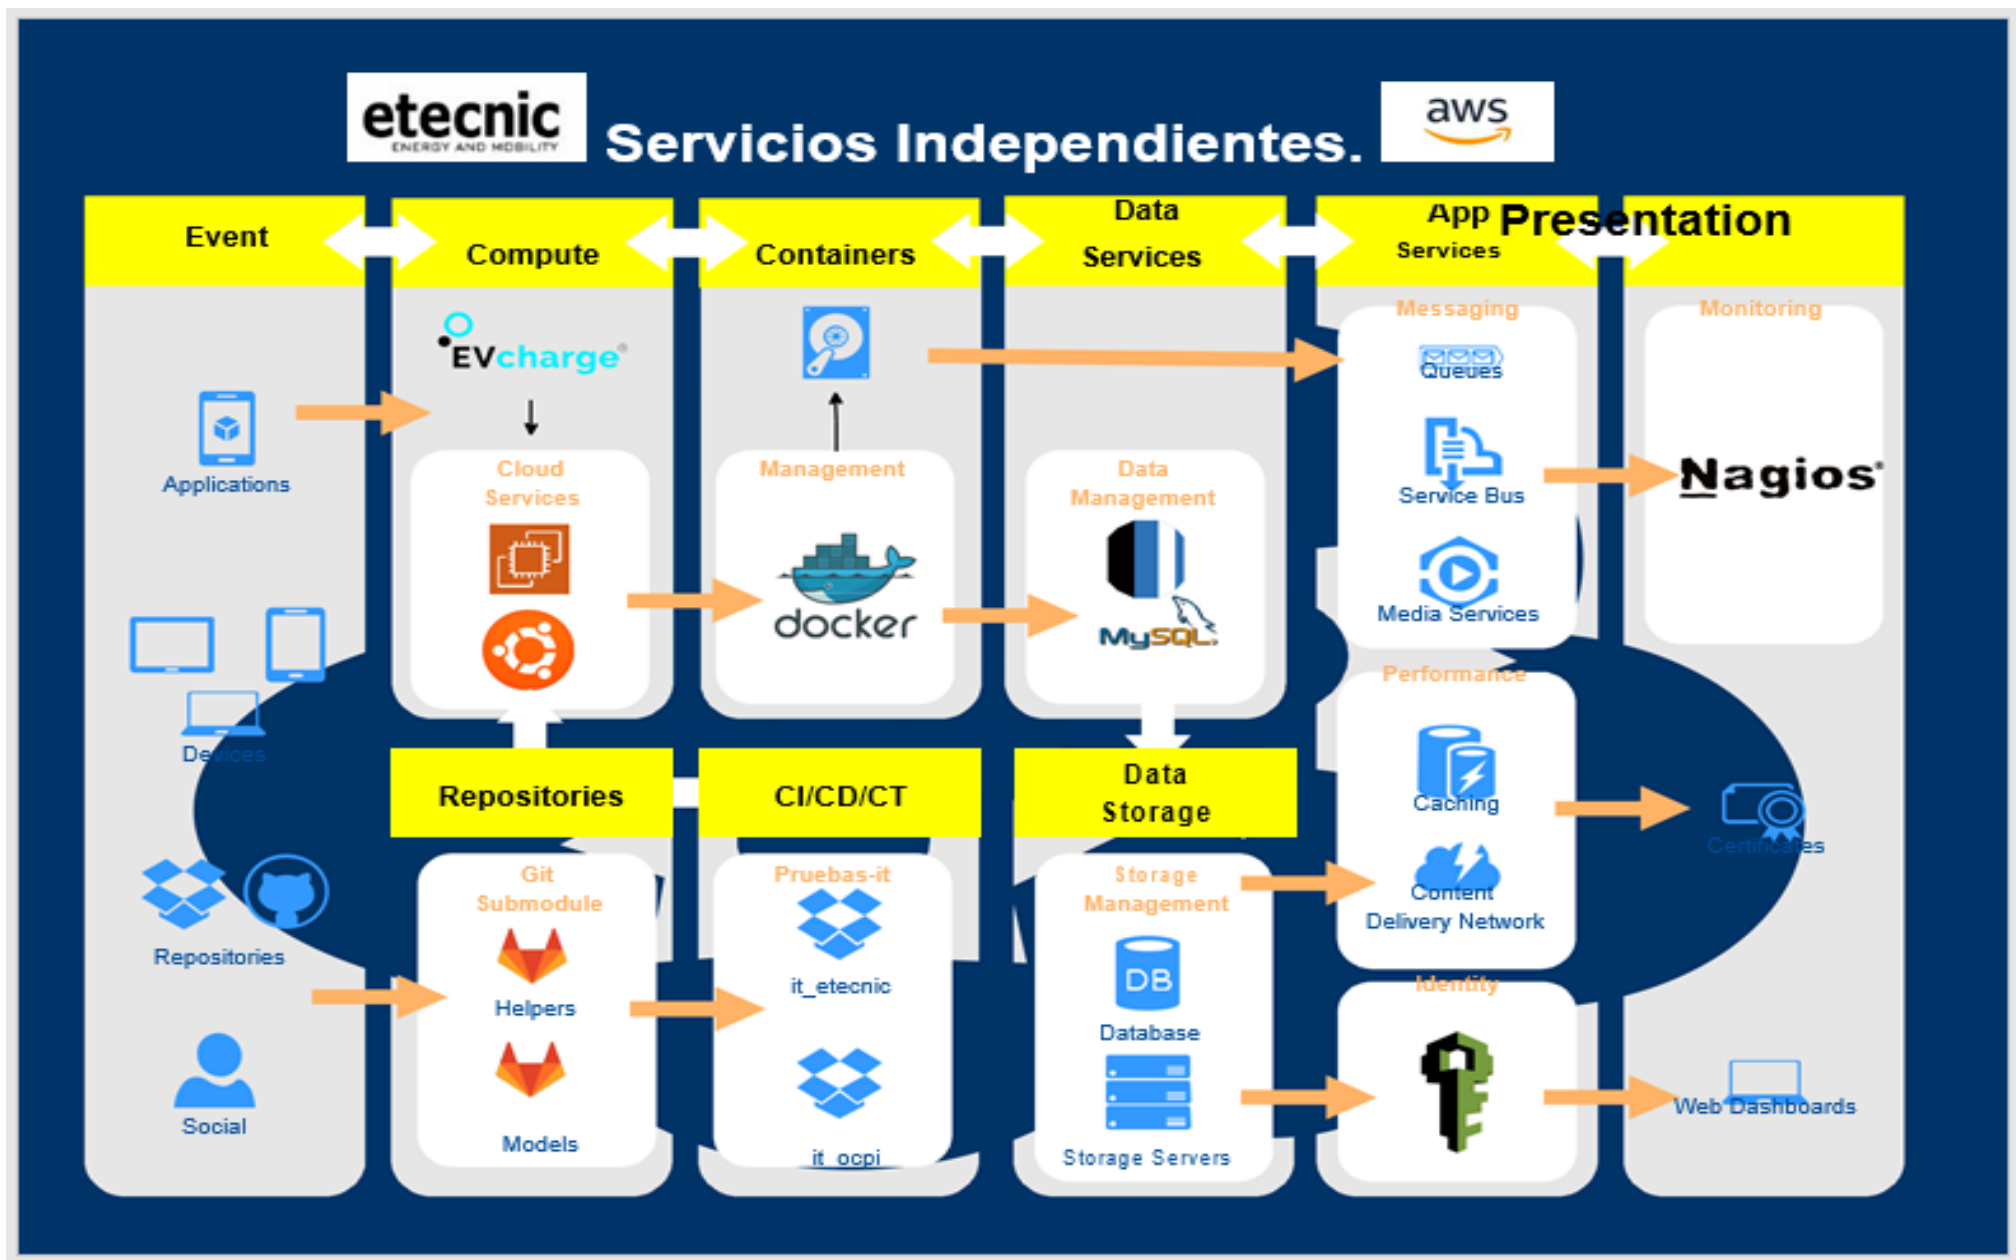 etecnic
ENERGY AND MOBILITY
Servicios Independientes.
aws
Event
Compute
Containers
Data
Services
App
Services
Presentation
EVcharge®
Applications
Devices
Repositories
Social
Cloud
Services
Management
docker
Data
Management
MySQL
Messaging
Queues
Service Bus
Media Services
Monitoring
Nagios®
Repositories
CI/CD/CT
Data
Storage
Git
Submodule
Helpers
Models
Pruebas-it
it_etecnic
it_ocpi
Storage
Management
DB
Database
Storage Servers
Performance
Caching
Content
Delivery Network
Identity
Certificates
Web Dashboards